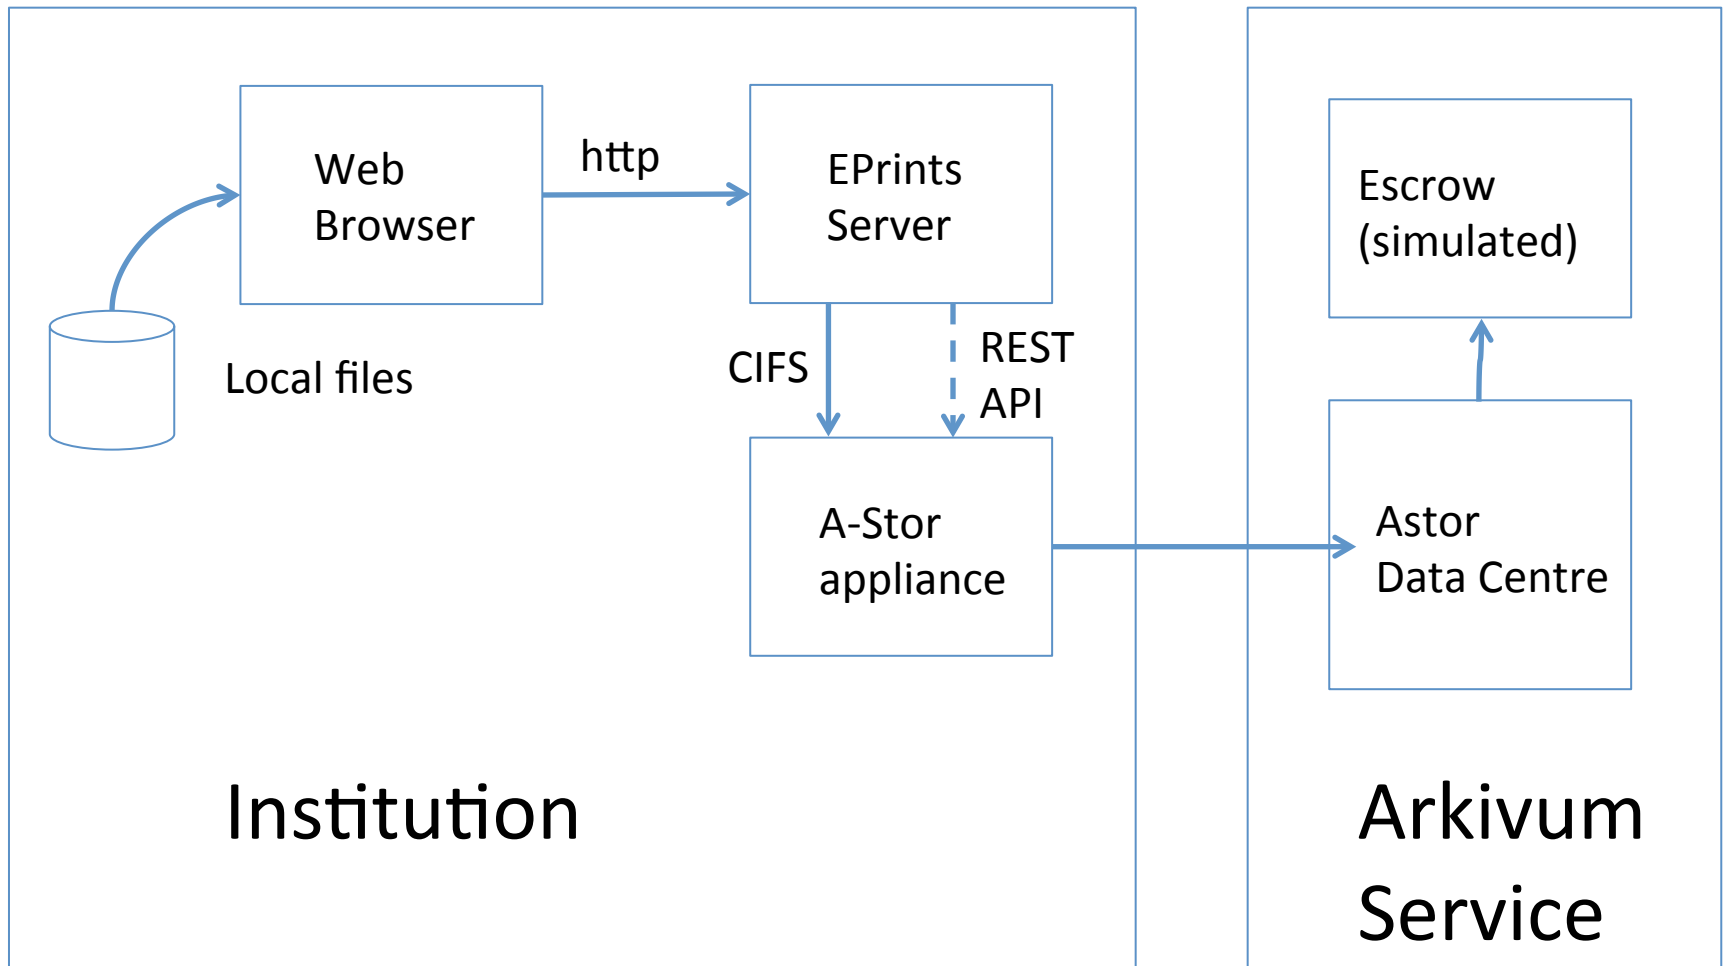 Web
Browser
http
EPrints
Server
Local files
CIFS
REST
API
A-Stor
appliance
Institution
Escrow
(simulated)
Astor
Data Centre
Arkivum
Service